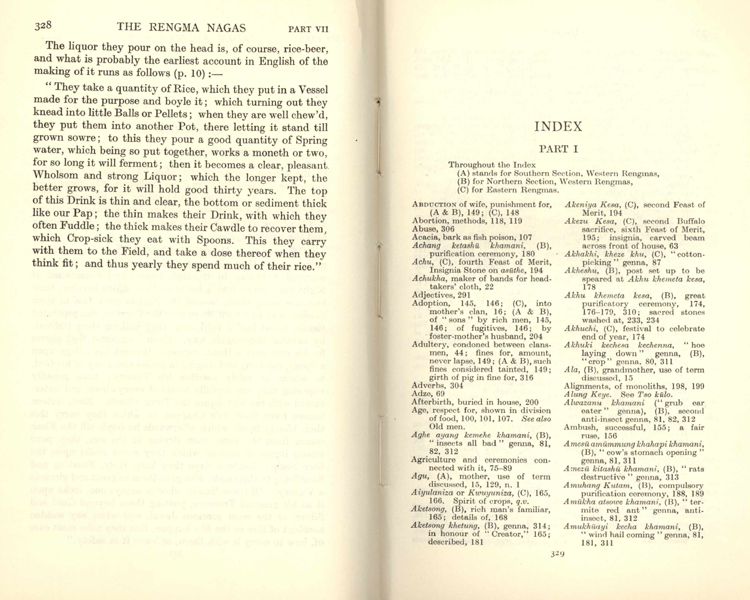 328 THE RENGMA NAGAS PART VII
The liquor they pour on the head is, of course, rice-beer,
and what is probably the earliest account in English of the
making of it runs as follows (p. 10) :—
" They take a quantity of Rice, which they put in a Vessel
made for the purpose and boyle it ; which turning out they
knead into little Balls or Pellets ; when they are well chew'd,
they put them into another Pot, there letting it stand till
grown sowre ; to this they pour a good quantity of Spring
water, which being so put together, works a moneth or two,
for so long it will ferment ; then it becomes a clear, pleasant.
Wholsom and strong Liquor ; which the longer kept, the
better grows, for it will hold good thirty years. The top
of this Drink is thin and clear, the bottom or sediment thick
like our Pap ; the thin makes their Drink, with which they
often Fuddle ; the thick makes their Cawdle to recover them,
which Crop-sick they eat with Spoons. This they carry
with them to the Field, and take a dose thereof when they
think fit ; and thus yearly they spend much of their rice."
INDEX
PART I
Throughout the Index
(A) stands for Southern Section, Western Rengmas,
(B) for Northern Section, Western Rengmas,
(C) for Eastern Rengmas.
ABDUCTION of wife, punishment for,
(A & B), 149 ; (C), 148
Abortion, methods, 118, 119
Abuse, 306
Acacia, bark as fish poison, 107
Achang ketashü khamani, (B),
purification ceremony, 180
Achu, (C), fourth Feast of Merit,
Insignia Stone on asüthe, 194
Achukha, maker of bands for head-
takers' cloth, 22
Adjectives, 291
Adoption, 145, 146 ; (C), into
mother's clan, 16 ; (A & B),
of " sons " by rich men, 145,
146 ; of fugitives, 146 ; by
foster-mother's husband, 204
Adultery, condoned between clans-
men, 44 ; fines for, amount,
never lapse, 149 ; (A & B), such
fines considered tainted, 149 ;
girth of pig in fine for, 316
Adverbs, 304
Adze, 69
Afterbirth, buried in house, 200
Age, respect for, shown in division
of food, 100, 101, 107. See also
Old men.
Aghe ayang kemehe khamani, (B),
" insects all bad " genna, 81,
82, 312
Agriculture and ceremonies con-
nected with it, 75–89
Agu, (A), mother, use of term
discussed, 15, 129, n. 1
Aiyulaniza or Kwuyuniza, (C), 165,
166. Spirit of crops, q.v.
Aketsong, (B), rich man's familiar,
165 ; details of, 168
Aketsong khetung, (B), genna, 314 ;
in honour of " Creator," 165 ;
described, 181
Akeniya Kesa, (C), second Feast of
Merit, 194
Akezu Kesa, (C), second Buffalo
sacrifice, sixth Feast of Merit,
195 ; insignia, carved beam
across front of house, 63
Akhakhi, kheze khu, (C), " cotton-
picking " genna, 87
Akheshu, (B), post set up to be
speared at Akhu khemeta kesa,
178
Akhu khemeta kesa, (B), great
purificatory ceremony, 174,
176–179, 310 ; sacred stones
washed at, 233, 234
Akhuchi, (C), festival to celebrate
end of year, 174
Akhuki kechesa kechenna, " hoe
laying down " genna, (B),
" crop " genna, 80, 311
Ala, (B), grandmother, use of term
discussed, 15
Alignments, of monoliths, 198, 199
Alung Keye. See Tso külo.
Alwazanu khamani (" grub ear
eater " genna), (B), second
anti-insect genna, 81, 82, 312
Ambush, successful, 155 ; a fair
ruse, 156
Amesü amümmung khahapi khamani,
(B), " cow's stomach opening "
genna, 81, 311
Amezü kitashü khamani, (B), " rats
destructive " genna, 313
Amuhang Kutam, (B), compulsory
purification ceremony, 188, 189
Amükha atsore khamani, (B), " ter-
mite red ant " genna, anti-
insect, 81, 312
Amukhüayi kecha khamani, (B),
" wind hail coming " genna, 81,
181, 311
329